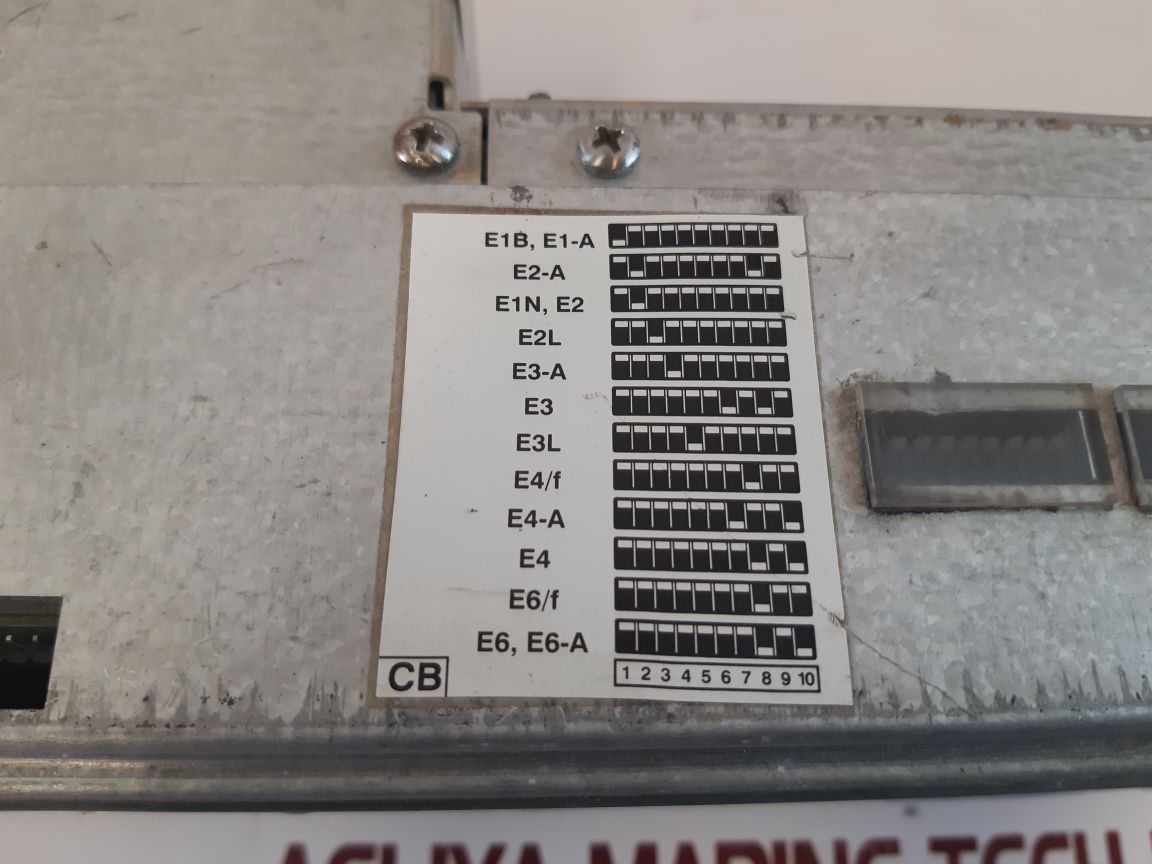 E1B, E1-A
E2-A
E1N, E2
E2L
E3-A
E3
E3L
E4/f
E4-A
E4
E6/f
E6, E6-A
1 2 3 4 5 6 7 8 9 10
CB